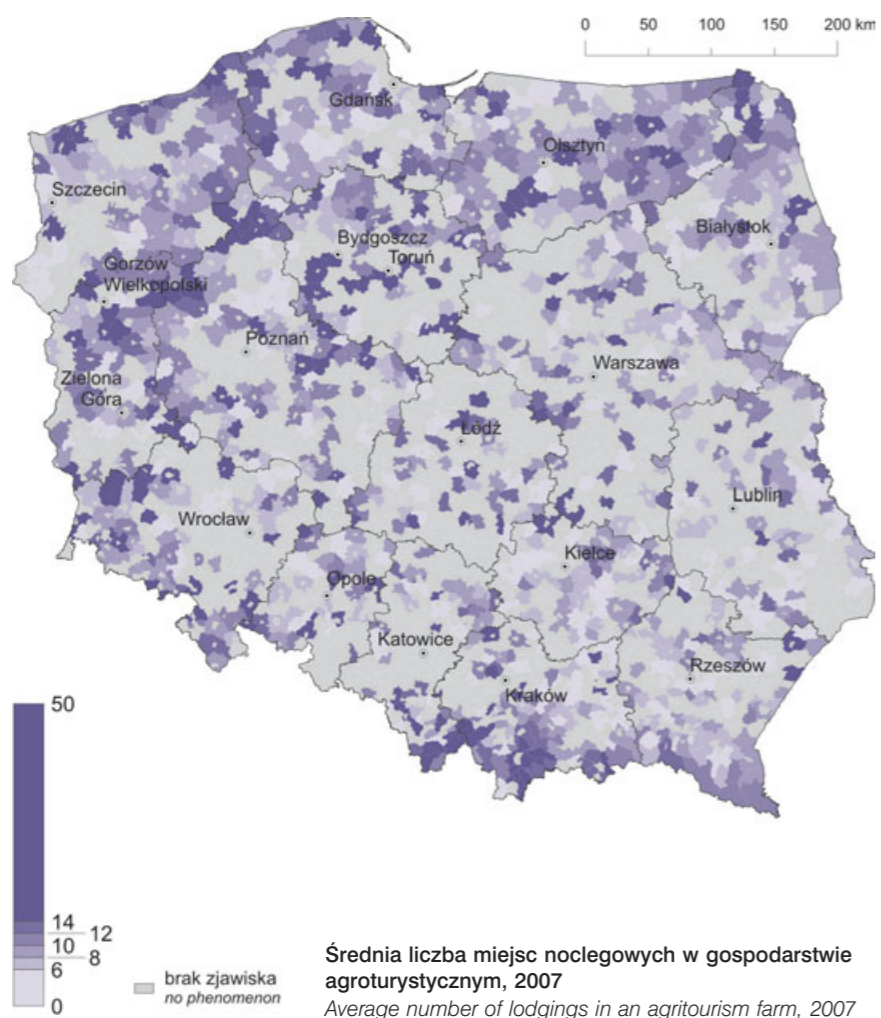 0 50 100 150 200 km
Gdańsk
Olsztyn
Szczecin
Białystok
Bydgoszcz
Toruń
Gorzów
Wielkopolski
Poznań
Warszawa
Zielona
Góra
Łódź
Lublin
Wrocław
Kielce
Opole
Katowice
Rzeszów
Kraków
50
14
12
10
8
6
0
brak zjawiska
no phenomenon
Średnia liczba miejsc noclegowych w gospodarstwie
agroturystycznym, 2007
Average number of lodgings in an agritourism farm, 2007